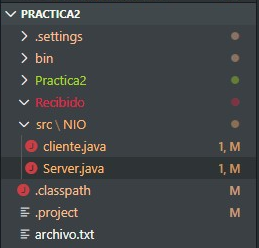 PRACTICA2
.settings
bin
Practica2
Recibido
src \ NIO
cliente.java 1, M
Server.java 1, M
.classpath M
.project M
archivo.txt